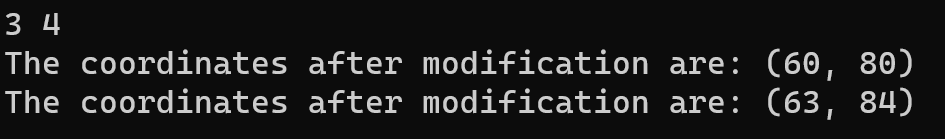 3 4
The coordinates after modification are: (60, 80)
The coordinates after modification are: (63, 84)